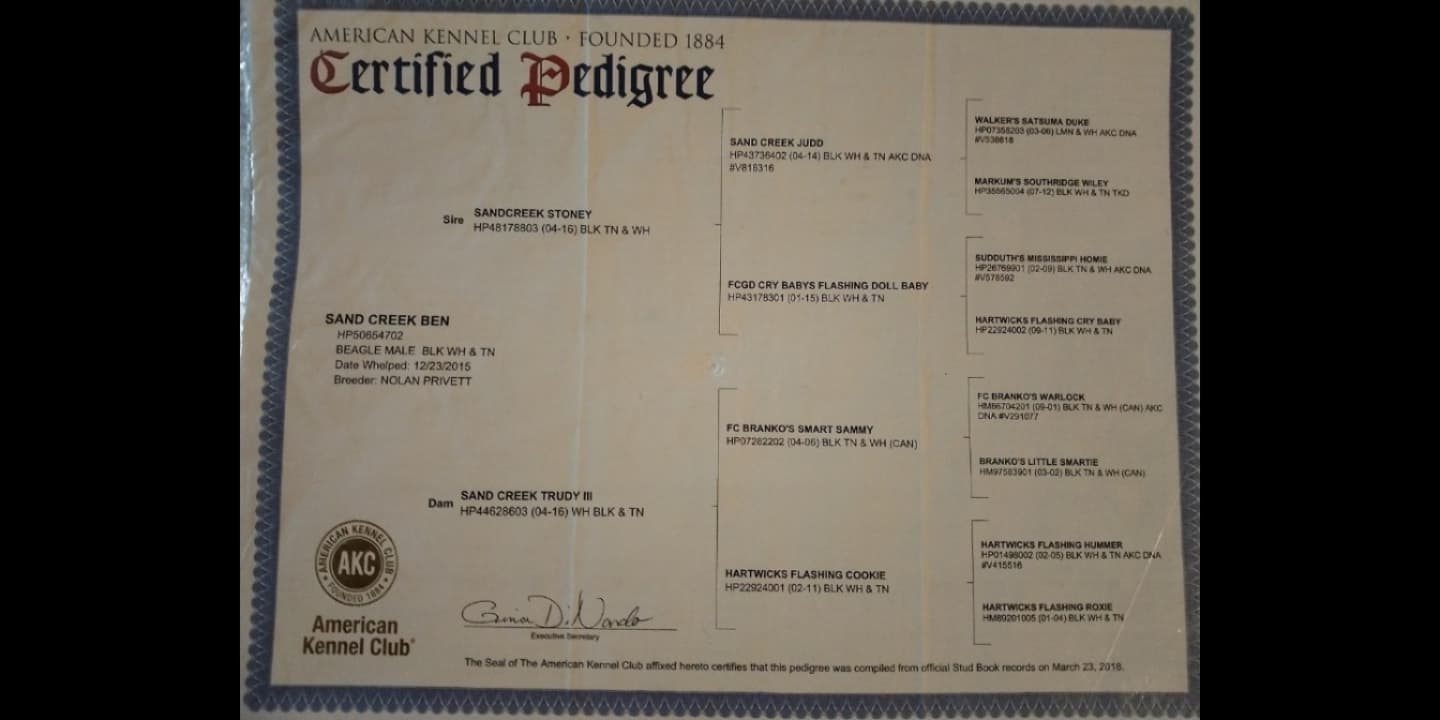 AMERICAN KENNEL CLUB · FOUNDED 1884
Certified Pedigree
SAND CREEK BEN
HP50654702
BEAGLE MALE BLK WH & TN
Date Whelped: 12/23/2015
Breeder: NOLAN PRIVETT
Sire SANDCREEK STONEY
HP48178803 (04-16) BLK TN & WH
Dam SAND CREEK TRUDY III
HP44628603 (04-16) WH BLK & TN
SAND CREEK JUDD
HP43736402 (04-14) BLK WH & TN AKC DNA
#V818316
FCGD CRY BABYS FLASHING DOLL BABY
HP43178301 (01-15) BLK WH & TN
FC BRANKO'S SMART SAMMY
HP07282202 (04-06) BLK TN & WH (CAN)
HARTWICKS FLASHING COOKIE
HP22924001 (02-11) BLK WH & TN
WALKER'S SATSUMA DUKE
HP07358203 (03-06) LMN & WH AKC DNA
#V538618
MARKUM'S SOUTHRIDGE WILEY
HP35565004 (07-12) BLK WH & TN TKD
SUDDUTH'S MISSISSIPPI HOMIE
HP26769901 (02-09) BLK TN & WH AKC DNA
#V578592
HARTWICKS FLASHING CRY BABY
HP22924002 (09-11) BLK WH & TN
FC BRANKO'S WARLOCK
HM86704201 (09-01) BLK TN & WH (CAN) AKC
DNA #V291077
BRANKO'S LITTLE SMARTIE
HM97583901 (03-02) BLK TN & WH (CAN)
HARTWICKS FLASHING HUMMER
HP01498002 (02-05) BLK WH & TN AKC DNA
#V415516
HARTWICKS FLASHING ROXIE
HM89201005 (01-04) BLK WH & TN
AMERICAN KENNEL CLUB
AKC
FOUNDED 1884
American
Kennel Club®
Gina DiNardo
Executive Secretary
The Seal of The American Kennel Club affixed hereto certifies that this pedigree was compiled from official Stud Book records on March 23, 2018.